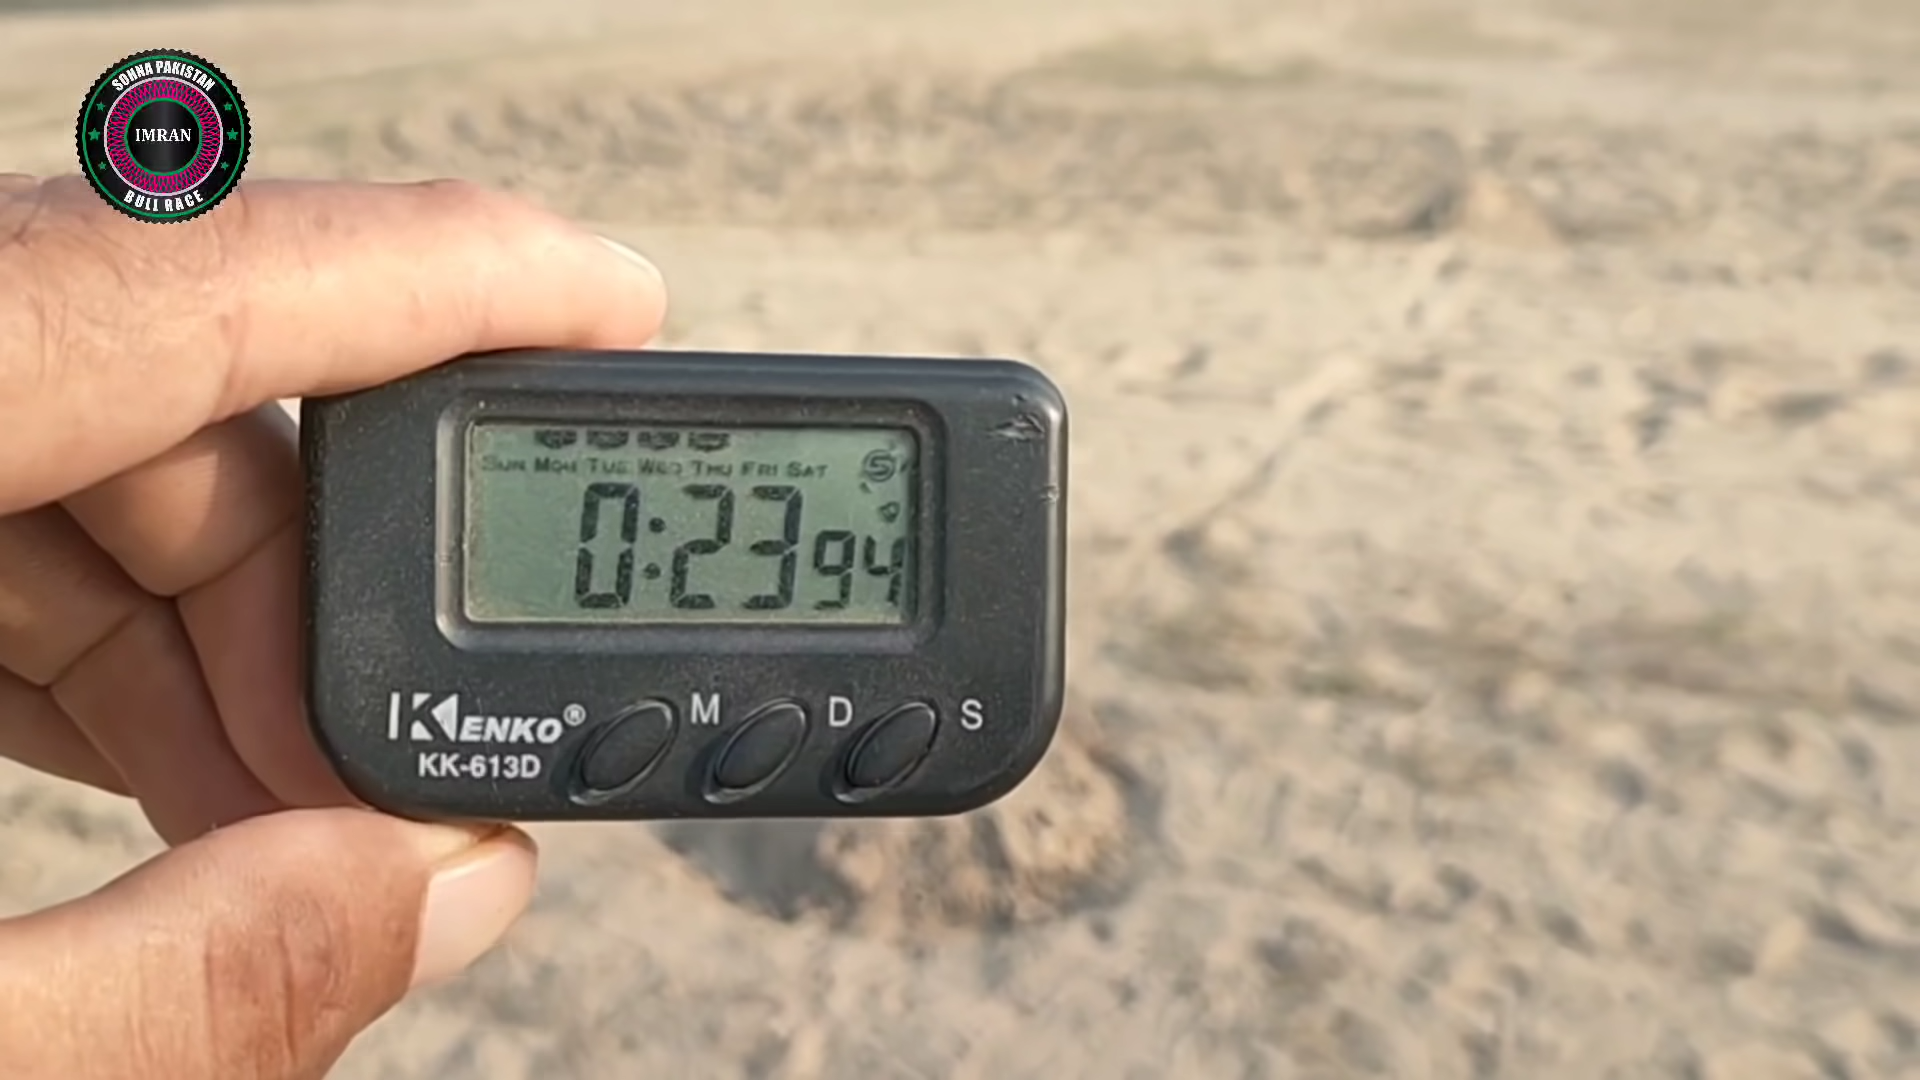 SOHNA PAKISTAN
IMRAN
BULL RACE
SUN MON TUE WED THU FRI SAT
0:23 94
KENKO®
KK-613D
M D S